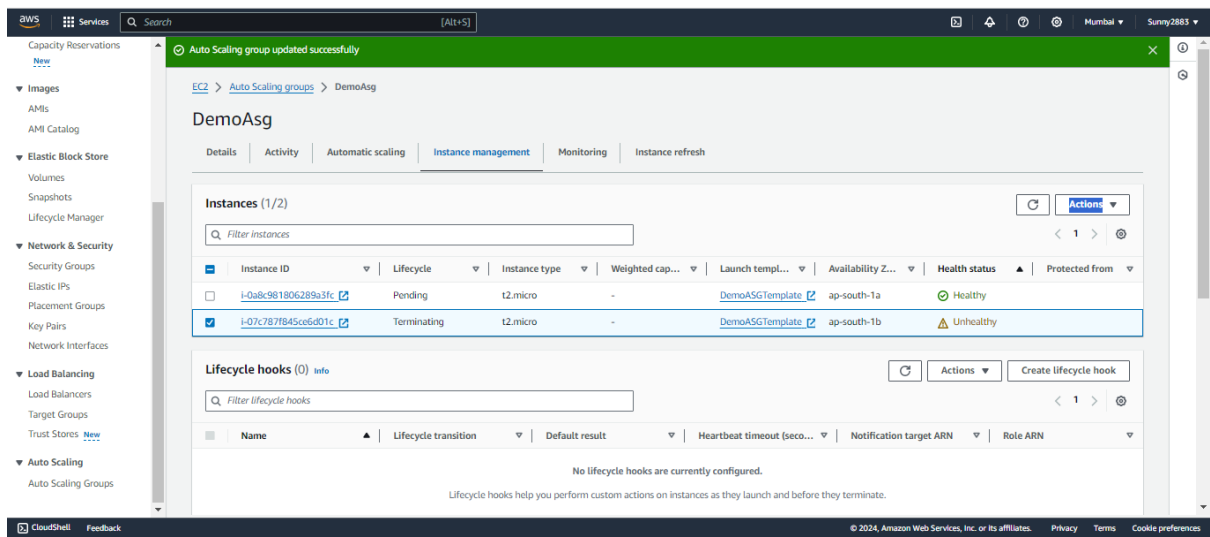 aws Services Search [Alt+S] Mumbai Sunny2883
Capacity Reservations
New
Images
AMIs
AMI Catalog
Elastic Block Store
Volumes
Snapshots
Lifecycle Manager
Network & Security
Security Groups
Elastic IPs
Placement Groups
Key Pairs
Network Interfaces
Load Balancing
Load Balancers
Target Groups
Trust Stores New
Auto Scaling
Auto Scaling Groups
Auto Scaling group updated successfully
EC2 > Auto Scaling groups > DemoAsg
DemoAsg
Details Activity Automatic scaling Instance management Monitoring Instance refresh
Instances (1/2) Actions
Filter instances 1
Instance ID Lifecycle Instance type Weighted cap... Launch templ... Availability Z... Health status Protected from
i-0a8c981806289a3fc Pending t2.micro - DemoASGTemplate ap-south-1a Healthy
i-07c787f845ce6d01c Terminating t2.micro - DemoASGTemplate ap-south-1b Unhealthy
Lifecycle hooks (0) Info Actions Create lifecycle hook
Filter lifecycle hooks 1
Name Lifecycle transition Default result Heartbeat timeout (seco... Notification target ARN Role ARN
No lifecycle hooks are currently configured.
Lifecycle hooks help you perform custom actions on instances as they launch and before they terminate.
CloudShell Feedback © 2024, Amazon Web Services, Inc. or its affiliates. Privacy Terms Cookie preferences